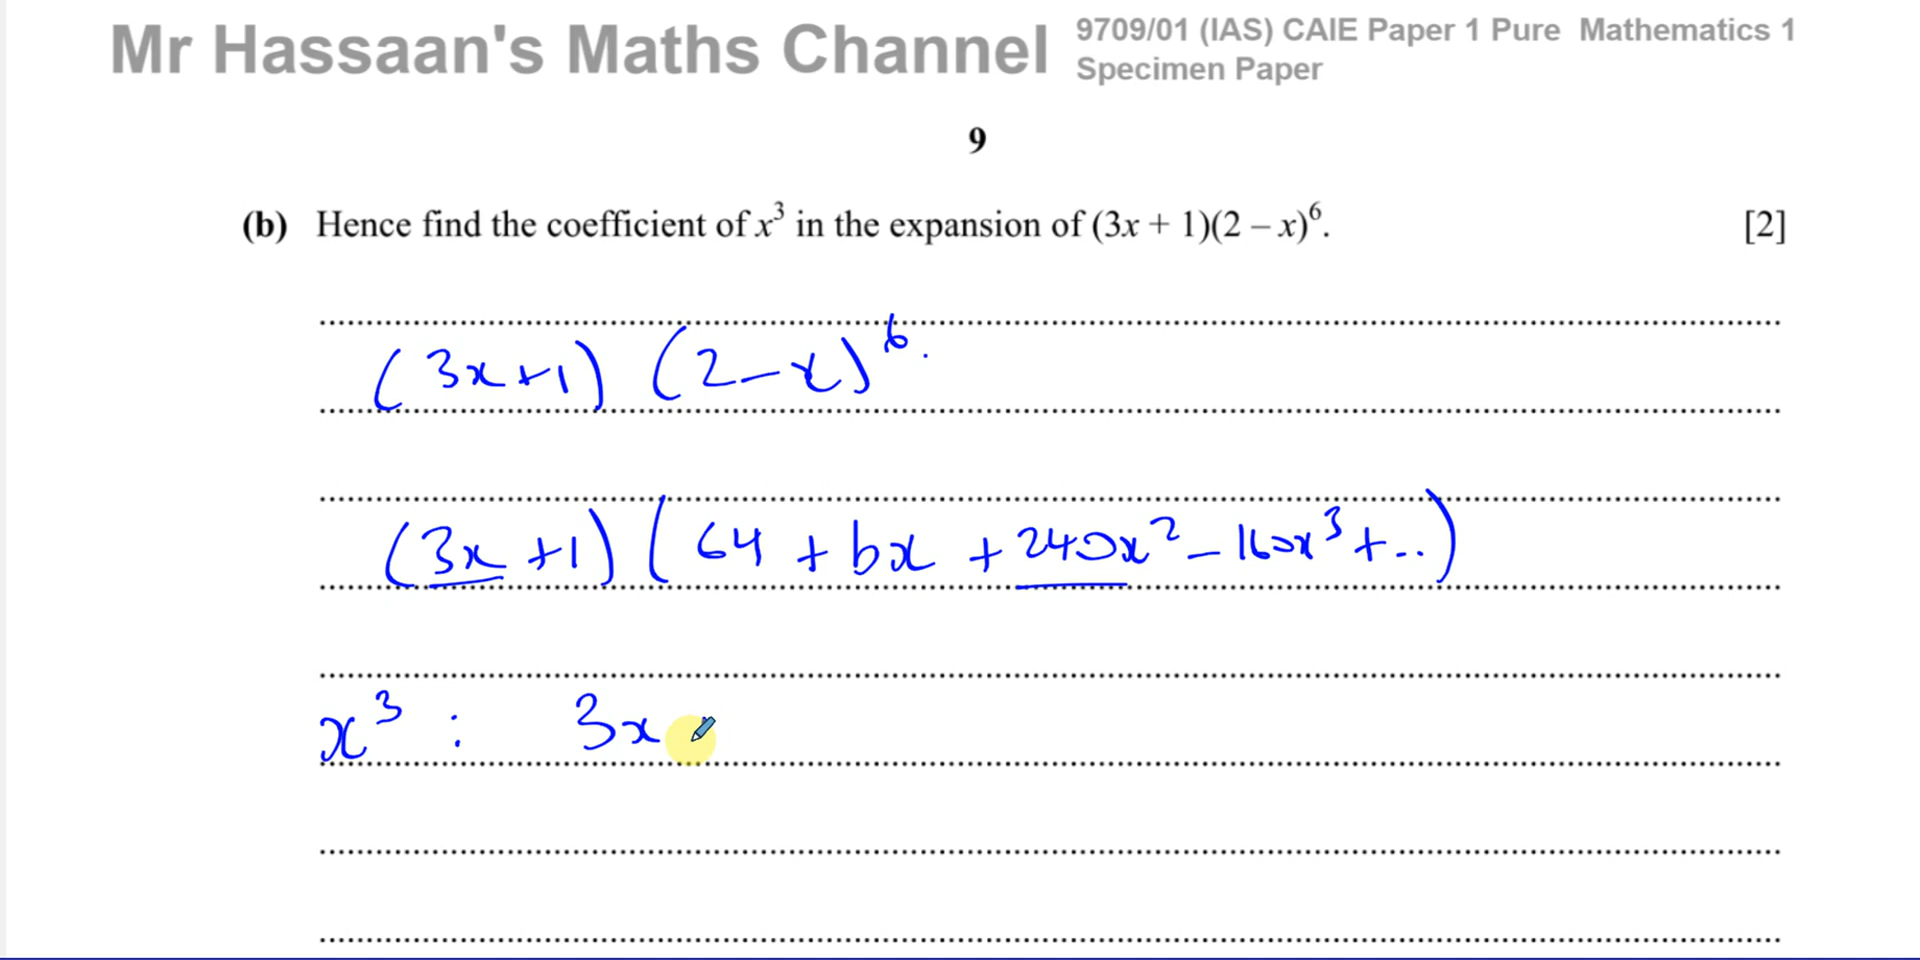 Mr Hassaan's Maths Channel
9709/01 (IAS) CAIE Paper 1 Pure Mathematics 1
Specimen Paper
9
(b) Hence find the coefficient of x³ in the expansion of (3x + 1)(2 – x)⁶. [2]
(3x+1) (2-x)⁶.
(3x+1) (64 + bx + 240x² - 160x³ + ..)
x³ : 3x